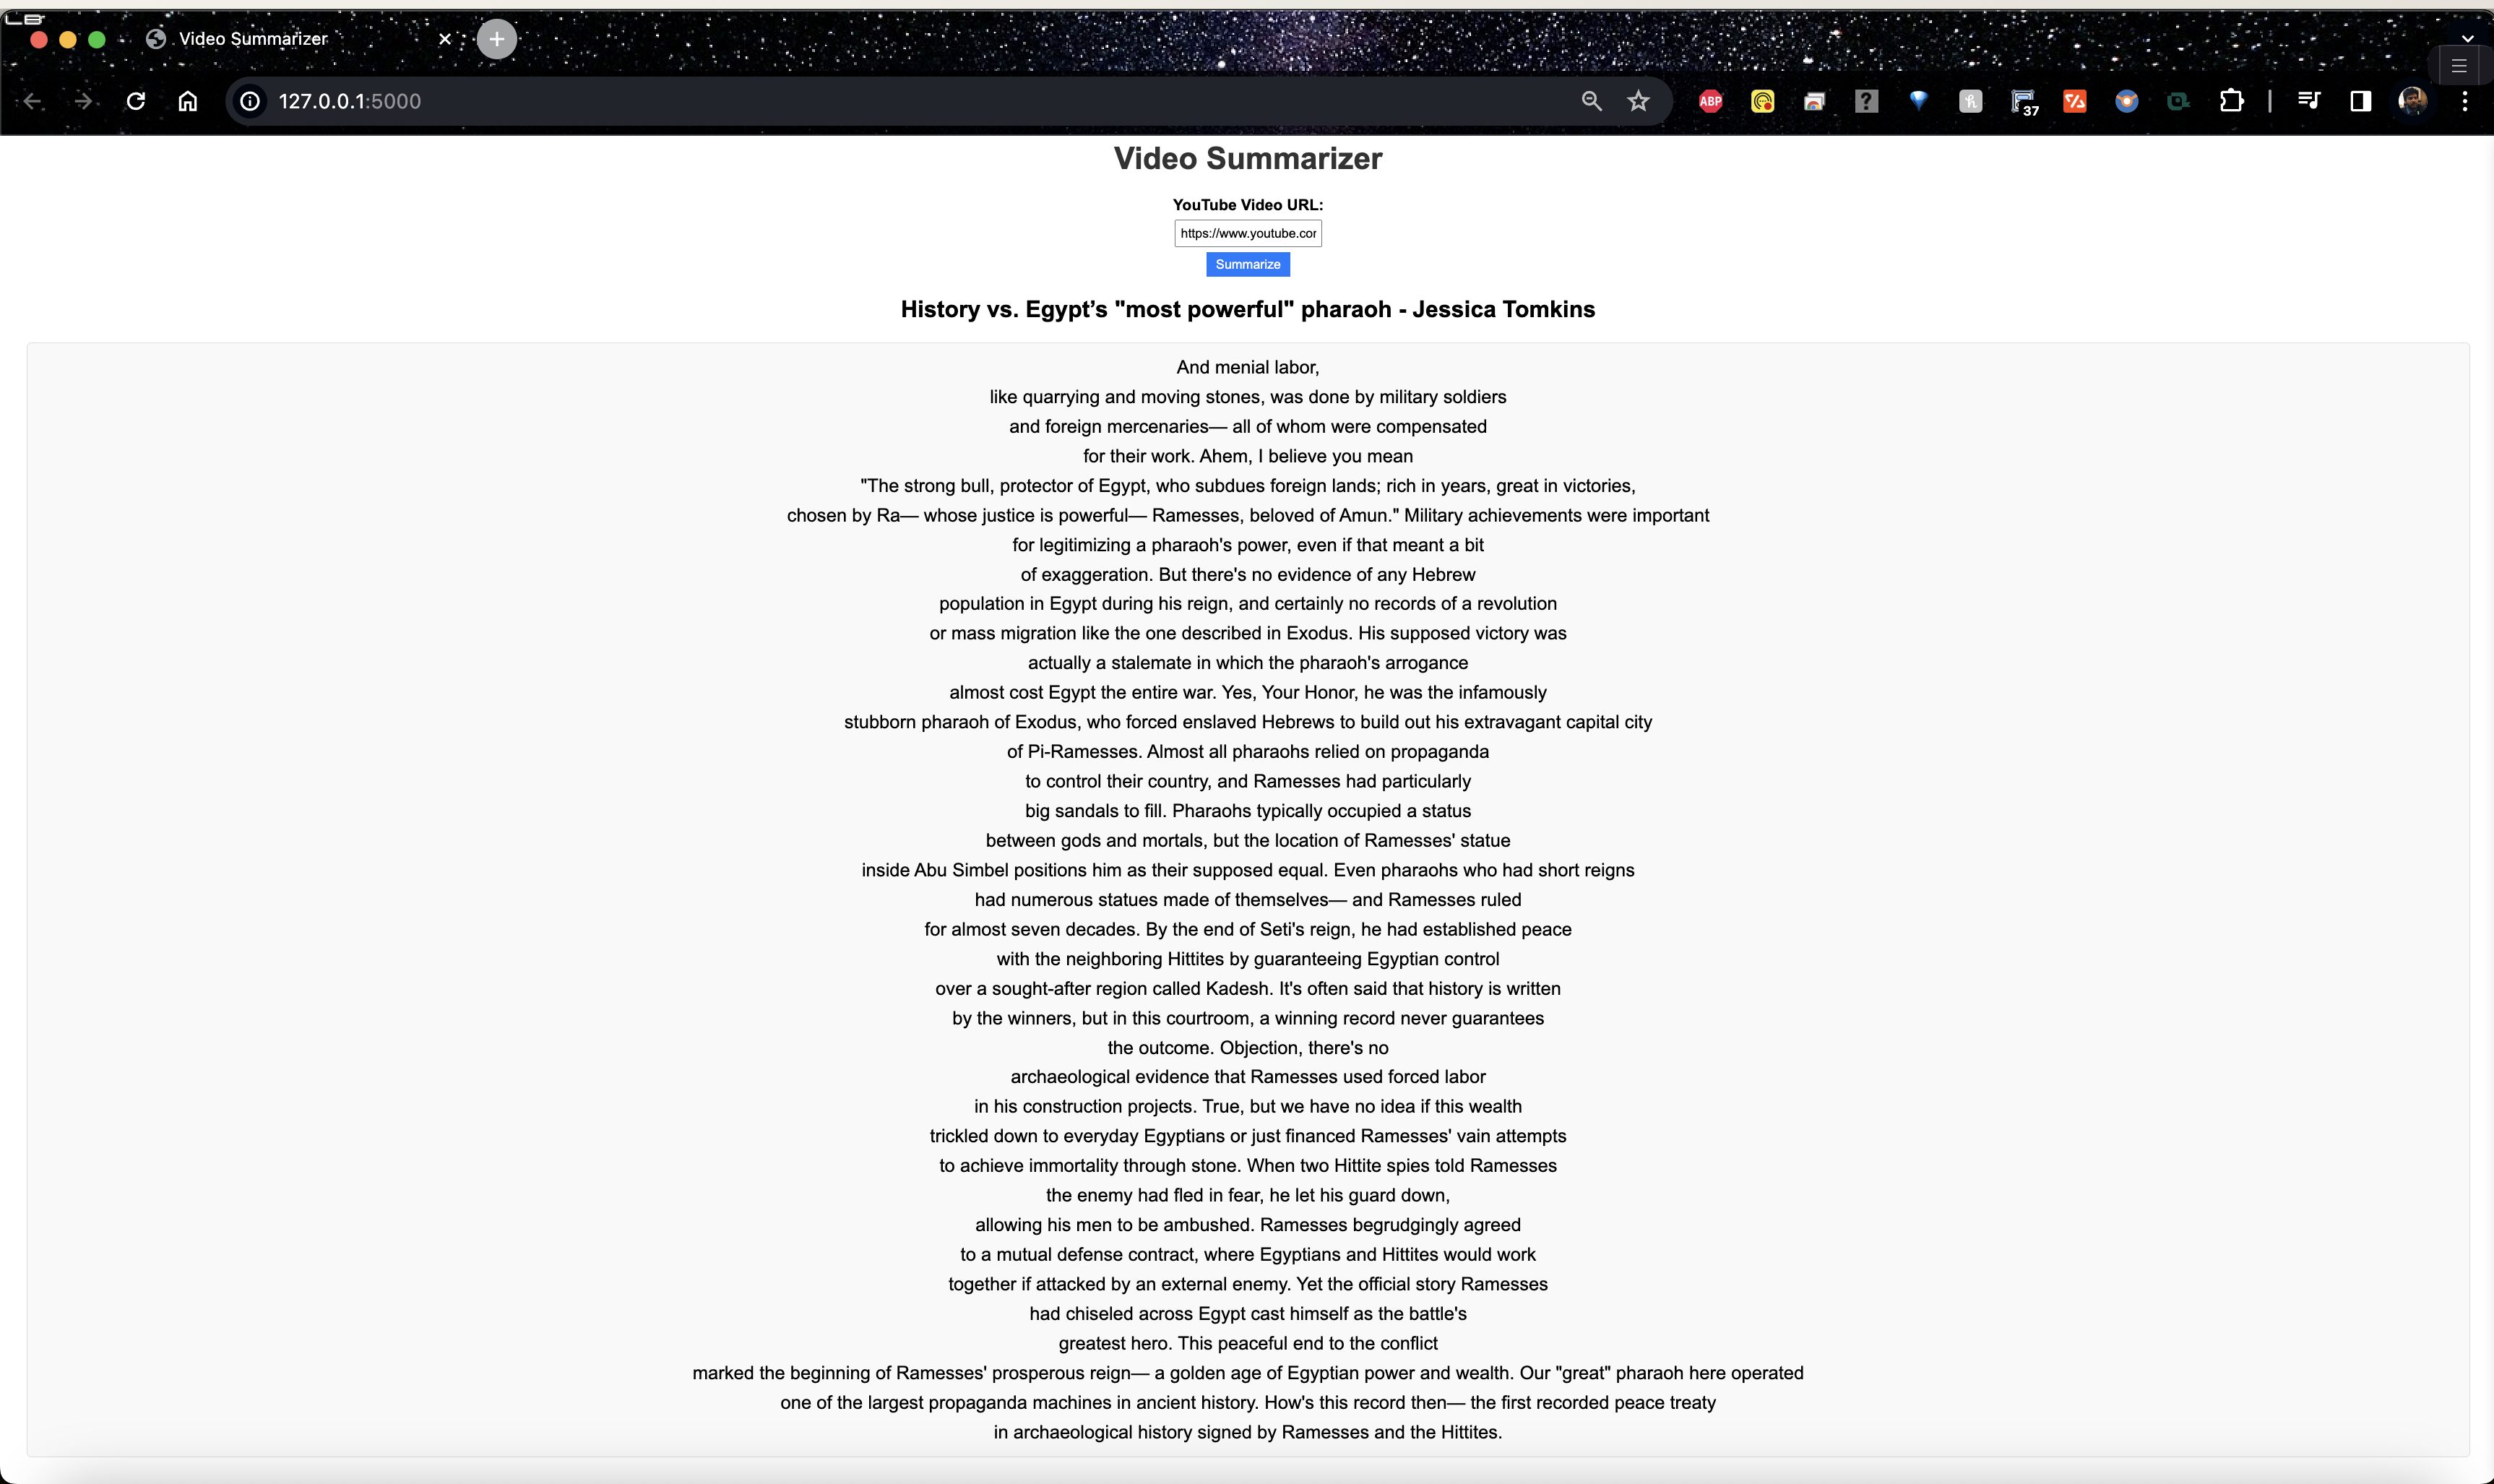 Video Summarizer
127.0.0.1:5000
ABP
37
Video Summarizer
YouTube Video URL:
https://www.youtube.cor
Summarize
History vs. Egypt’s "most powerful" pharaoh - Jessica Tomkins
And menial labor,
like quarrying and moving stones, was done by military soldiers
and foreign mercenaries— all of whom were compensated
for their work. Ahem, I believe you mean
"The strong bull, protector of Egypt, who subdues foreign lands; rich in years, great in victories,
chosen by Ra— whose justice is powerful— Ramesses, beloved of Amun." Military achievements were important
for legitimizing a pharaoh's power, even if that meant a bit
of exaggeration. But there's no evidence of any Hebrew
population in Egypt during his reign, and certainly no records of a revolution
or mass migration like the one described in Exodus. His supposed victory was
actually a stalemate in which the pharaoh's arrogance
almost cost Egypt the entire war. Yes, Your Honor, he was the infamously
stubborn pharaoh of Exodus, who forced enslaved Hebrews to build out his extravagant capital city
of Pi-Ramesses. Almost all pharaohs relied on propaganda
to control their country, and Ramesses had particularly
big sandals to fill. Pharaohs typically occupied a status
between gods and mortals, but the location of Ramesses' statue
inside Abu Simbel positions him as their supposed equal. Even pharaohs who had short reigns
had numerous statues made of themselves— and Ramesses ruled
for almost seven decades. By the end of Seti's reign, he had established peace
with the neighboring Hittites by guaranteeing Egyptian control
over a sought-after region called Kadesh. It's often said that history is written
by the winners, but in this courtroom, a winning record never guarantees
the outcome. Objection, there's no
archaeological evidence that Ramesses used forced labor
in his construction projects. True, but we have no idea if this wealth
trickled down to everyday Egyptians or just financed Ramesses' vain attempts
to achieve immortality through stone. When two Hittite spies told Ramesses
the enemy had fled in fear, he let his guard down,
allowing his men to be ambushed. Ramesses begrudgingly agreed
to a mutual defense contract, where Egyptians and Hittites would work
together if attacked by an external enemy. Yet the official story Ramesses
had chiseled across Egypt cast himself as the battle's
greatest hero. This peaceful end to the conflict
marked the beginning of Ramesses' prosperous reign— a golden age of Egyptian power and wealth. Our "great" pharaoh here operated
one of the largest propaganda machines in ancient history. How's this record then— the first recorded peace treaty
in archaeological history signed by Ramesses and the Hittites.